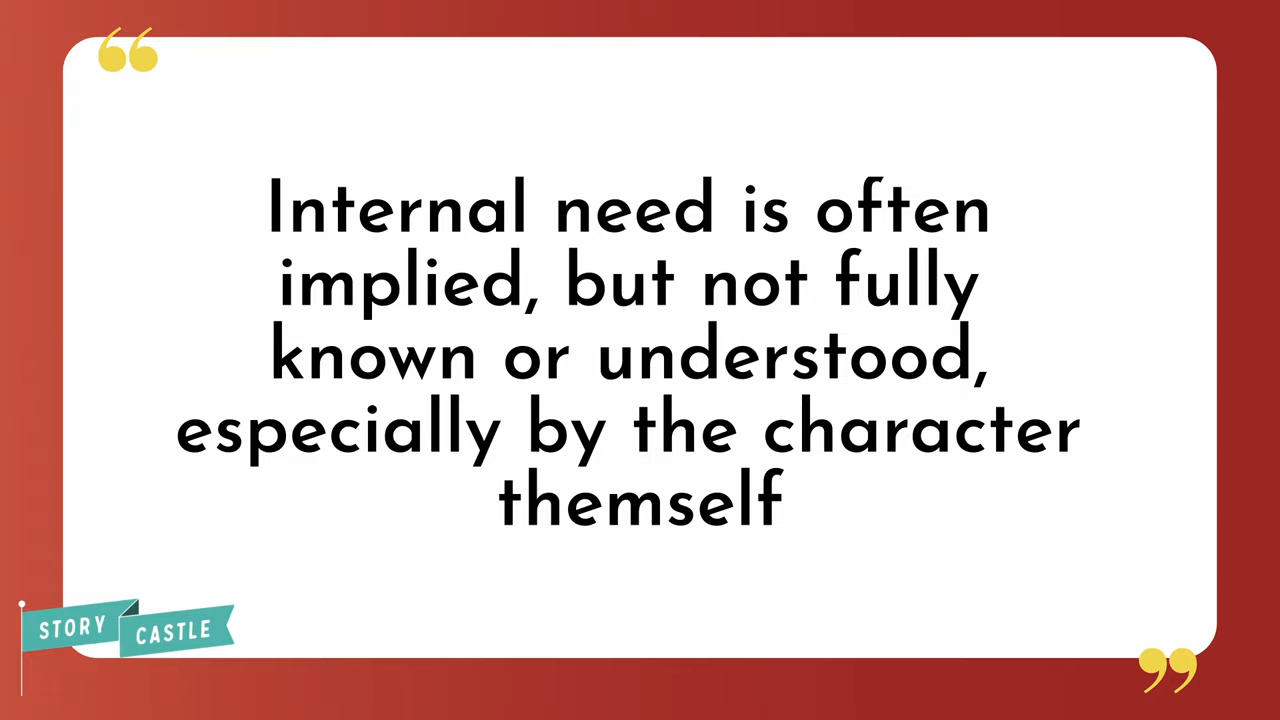 “
Internal need is often
implied, but not fully
known or understood,
especially by the character
themself
STORY CASTLE
”